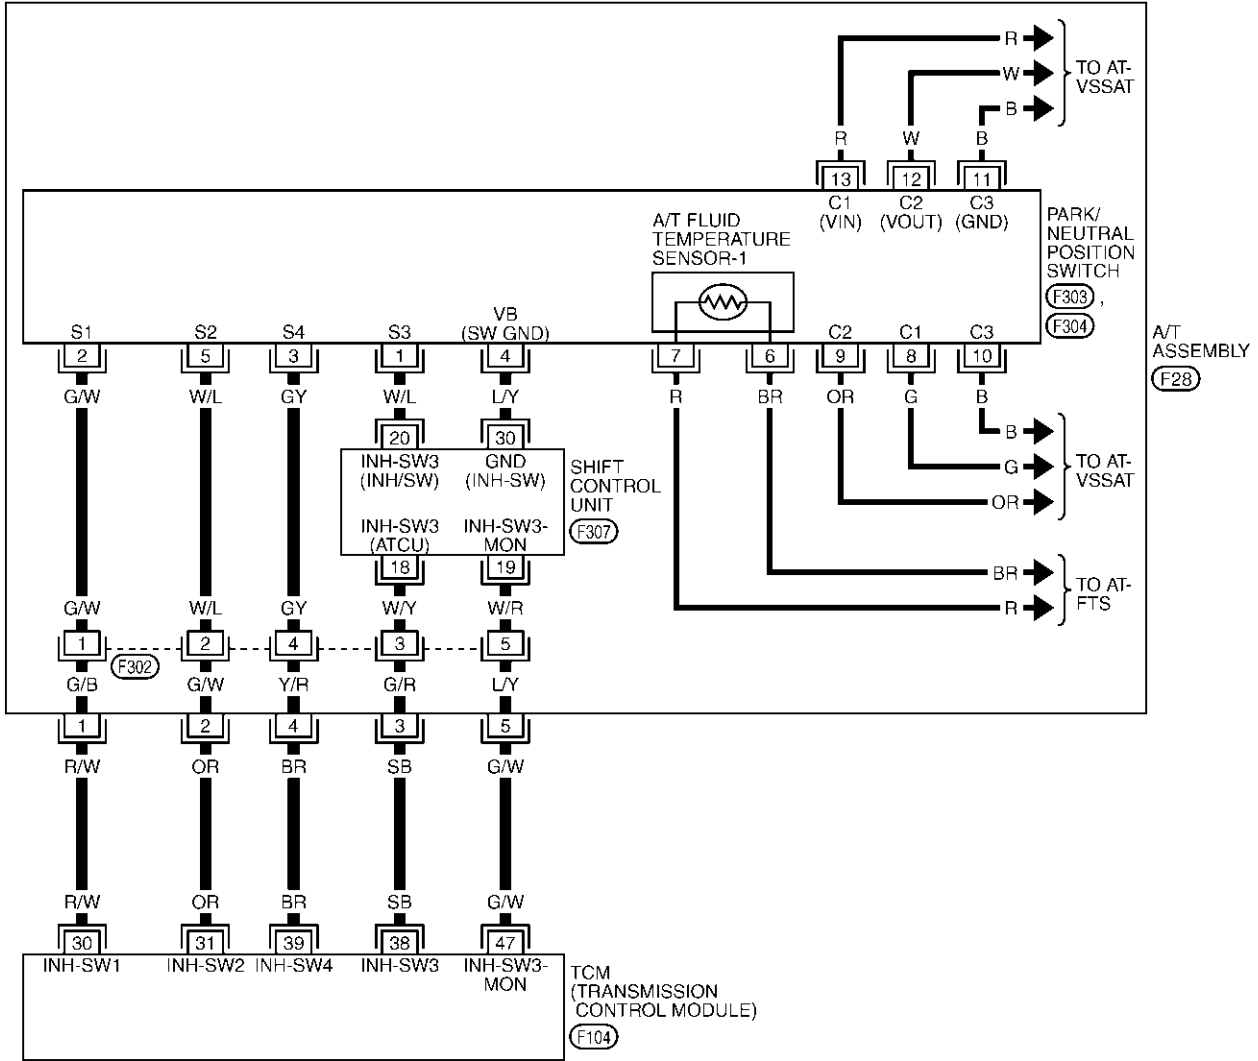 R
W
B
TO AT-
VSSAT
R W B
13 12 11
C1 C2 C3
(VIN) (VOUT) (GND)
PARK/
NEUTRAL
POSITION
SWITCH
F303 ,
F304
A/T FLUID
TEMPERATURE
SENSOR-1
A/T
ASSEMBLY
F28
VB
S1 S2 S4 S3 (SW GND) C2 C1 C3
2 5 3 1 4 7 6 9 8 10
G/W W/L GY W/L L/Y R BR OR G B
20 30
INH-SW3 GND
(INH/SW) (INH-SW)
SHIFT
CONTROL
UNIT
F307
INH-SW3 INH-SW3-
(ATCU) MON
18 19
B
G
OR
TO AT-
VSSAT
BR
R
TO AT-
FTS
G/W W/L GY W/Y W/R
1 2 4 3 5
F302
G/B G/W Y/R G/R L/Y
1 2 4 3 5
R/W OR BR SB G/W
R/W OR BR SB G/W
30 31 39 38 47
INH-SW1 INH-SW2 INH-SW4 INH-SW3 INH-SW3-
MON
TCM
(TRANSMISSION
CONTROL MODULE)
F104